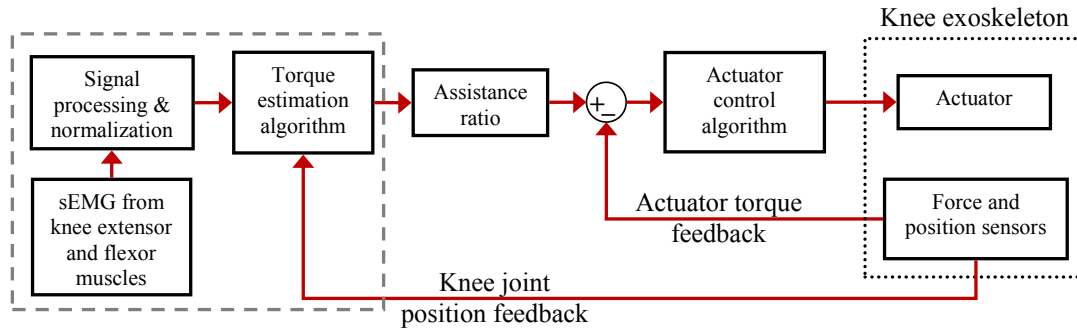 Knee exoskeleton
Signal
processing &
normalization
Torque
estimation
algorithm
Assistance
ratio
+
−
Actuator
control
algorithm
Actuator
sEMG from
knee extensor
and flexor
muscles
Actuator torque
feedback
Force and
position sensors
Knee joint
position feedback